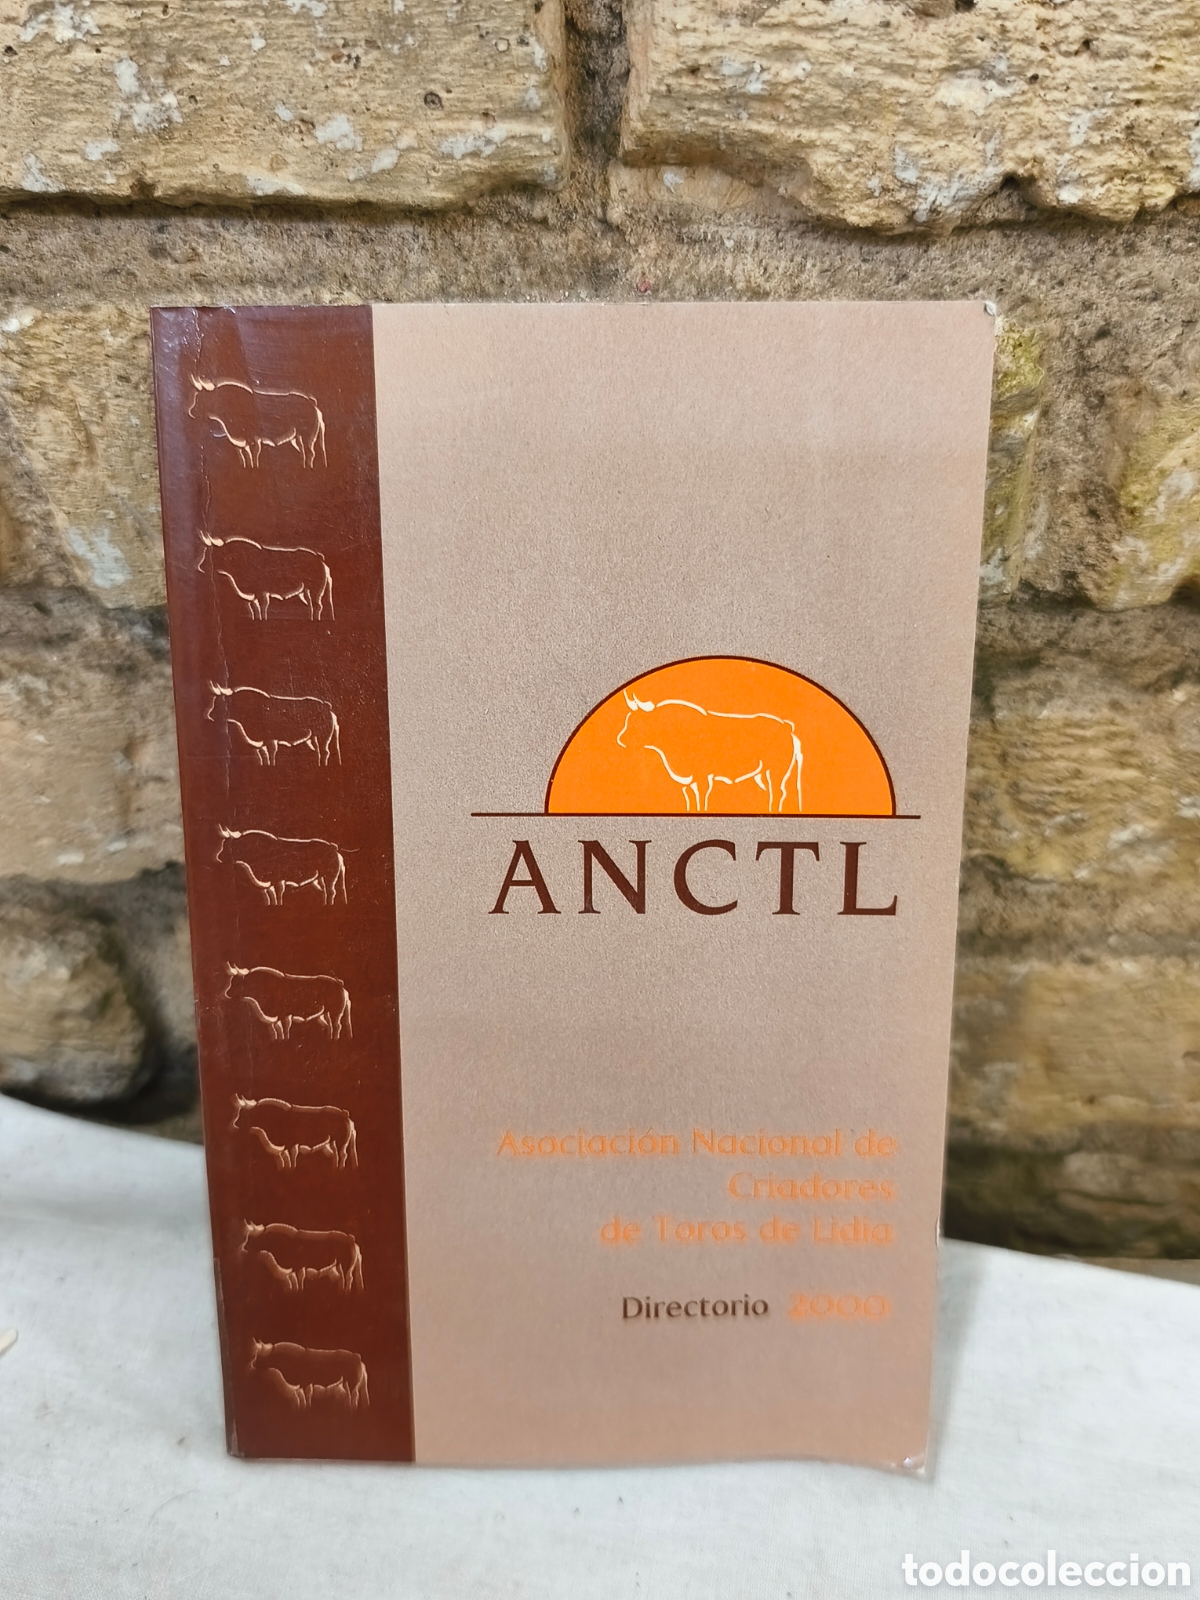 ANCTL
Asociación Nacional de
Criadores
de Toros de Lidia
Directorio 2000
todocoleccion